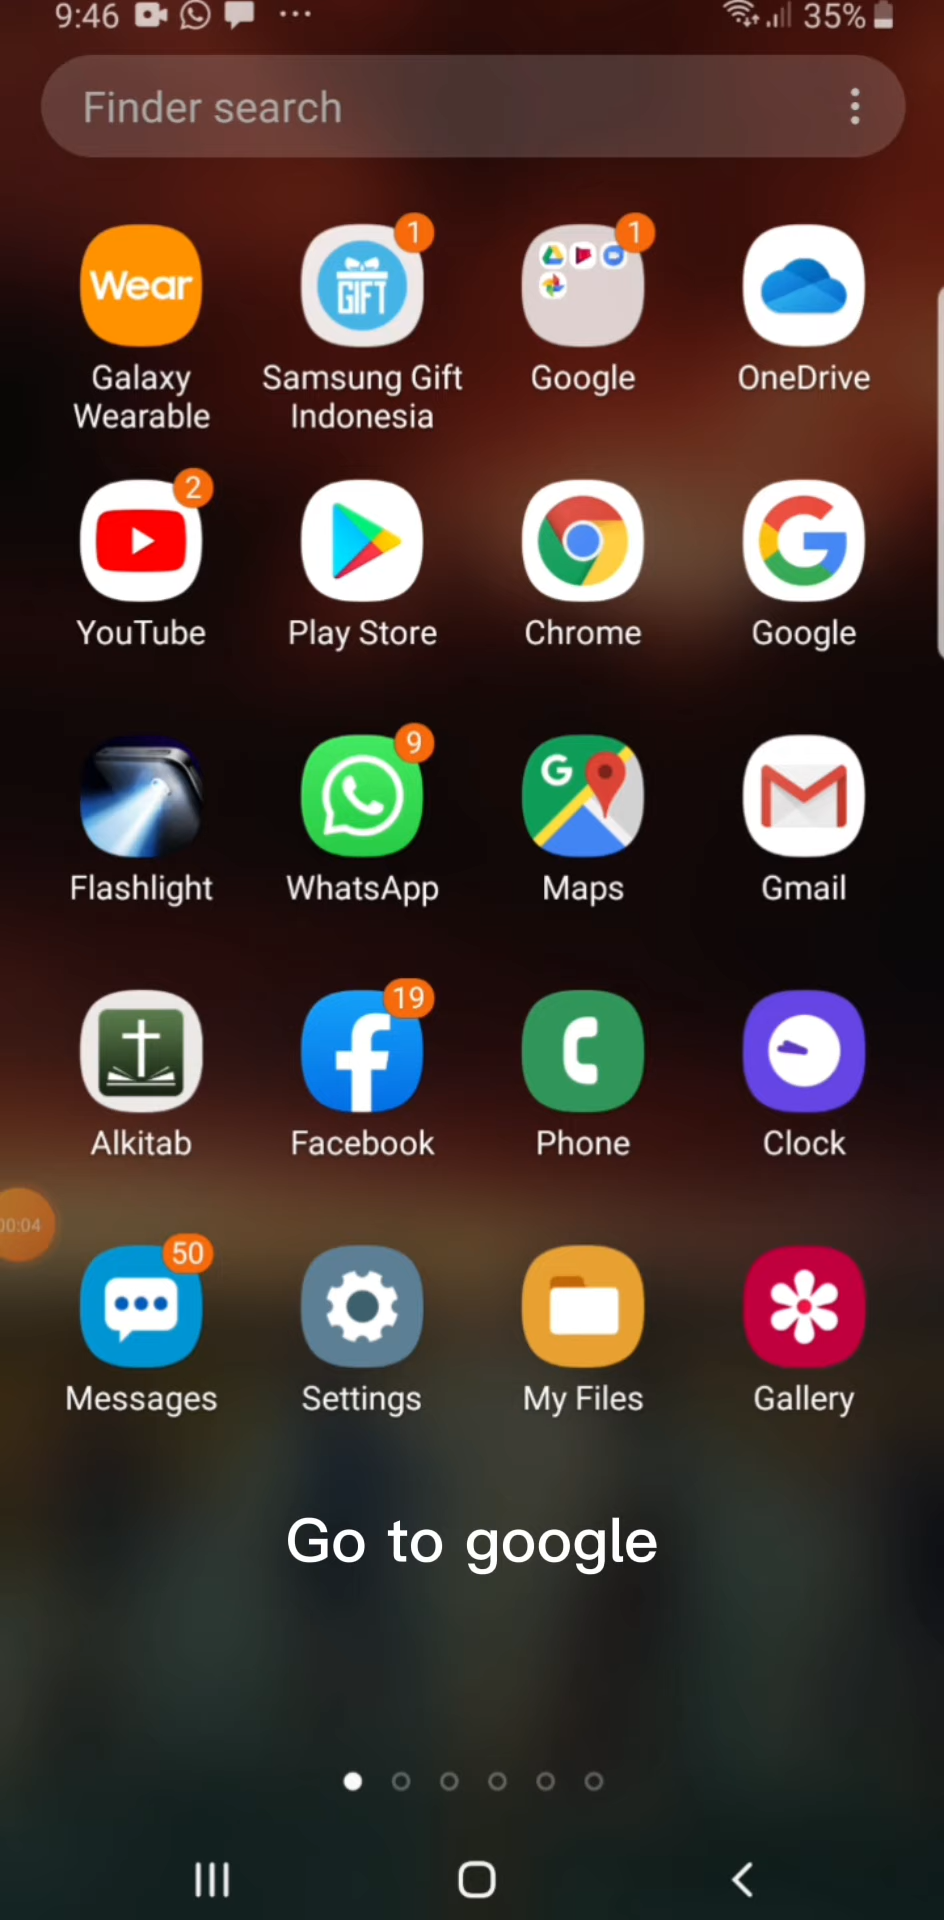 9:46
35%
Finder search
Wear
GIFT
1
1
Galaxy Wearable
Samsung Gift Indonesia
Google
OneDrive
2
YouTube
Play Store
Chrome
Google
9
Flashlight
WhatsApp
Maps
Gmail
19
Alkitab
Facebook
Phone
Clock
00:04
50
Messages
Settings
My Files
Gallery
Go to google